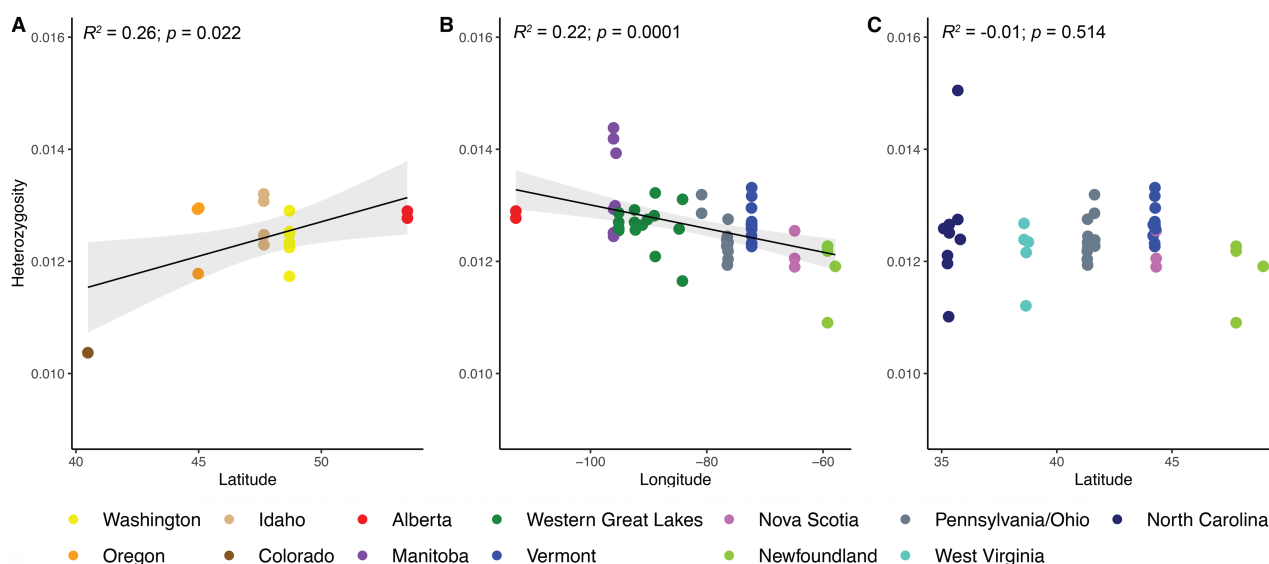 A
R² = 0.26; p = 0.022
B
R² = 0.22; p = 0.0001
C
R² = -0.01; p = 0.514
Heterozygosity
0.016
0.014
0.012
0.010
40 45 50
Latitude
0.016
0.014
0.012
0.010
−100 −80 −60
Longitude
0.016
0.014
0.012
0.010
35 40 45
Latitude
Washington Idaho Alberta Western Great Lakes Nova Scotia Pennsylvania/Ohio North Carolina
Oregon Colorado Manitoba Vermont Newfoundland West Virginia